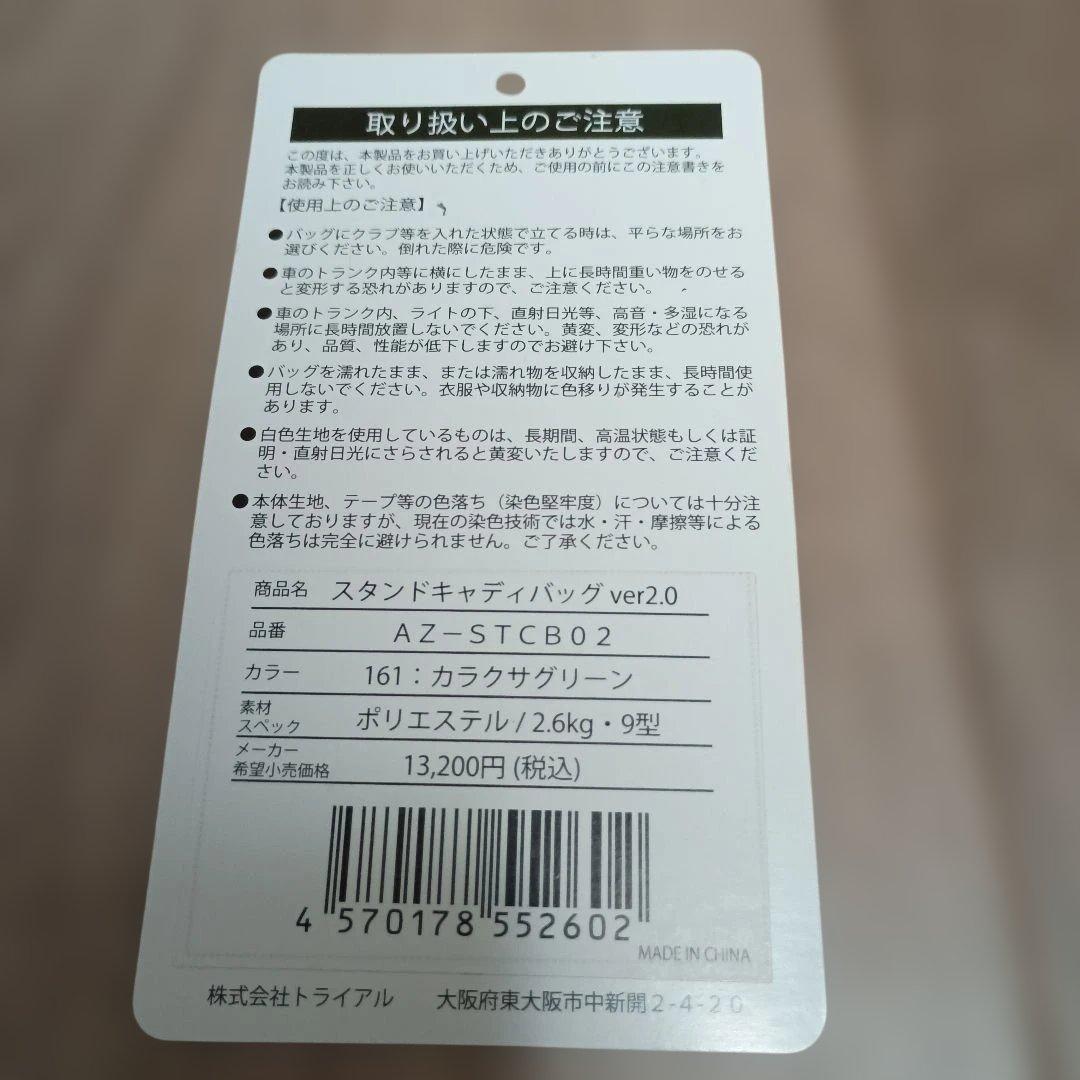 取り扱い上のご注意
この度は、本製品をお買い上げいただきありがとうございます。
本製品を正しくお使いいただくため、ご使用の前にこの注意書きを
お読み下さい。
【使用上のご注意】
●バッグにクラブ等を入れた状態で立てる時は、平らな場所をお
選びください。倒れた際に危険です。
●車のトランク内等に横にしたまま、上に長時間重い物をのせる
と変形する恐れがありますので、ご注意ください。
●車のトランク内、ライトの下、直射日光等、高音・多湿になる
場所に長時間放置しないでください。黄変、変形などの恐れが
あり、品質、性能が低下しますのでお避け下さい。
●バッグを濡れたまま、または濡れ物を収納したまま、長時間使
用しないでください。衣服や収納物に色移りが発生することが
あります。
●白色生地を使用しているものは、長期間、高温状態もしくは証
明・直射日光にさらされると黄変いたしますので、ご注意くだ
さい。
●本体生地、テープ等の色落ち（染色堅牢度）については十分注
意しておりますが、現在の染色技術では水・汗・摩擦等による
色落ちは完全に避けられません。ご了承ください。
商品名 スタンドキャディバッグ ver2.0
品番 ＡＺ－ＳＴＣＢ０２
カラー 161：カラクサグリーン
素材
スペック ポリエステル / 2.6kg・9型
メーカー
希望小売価格 13,200円 (税込)
4 570178 552602
MADE IN CHINA
株式会社トライアル 大阪府東大阪市中新開2-4-20